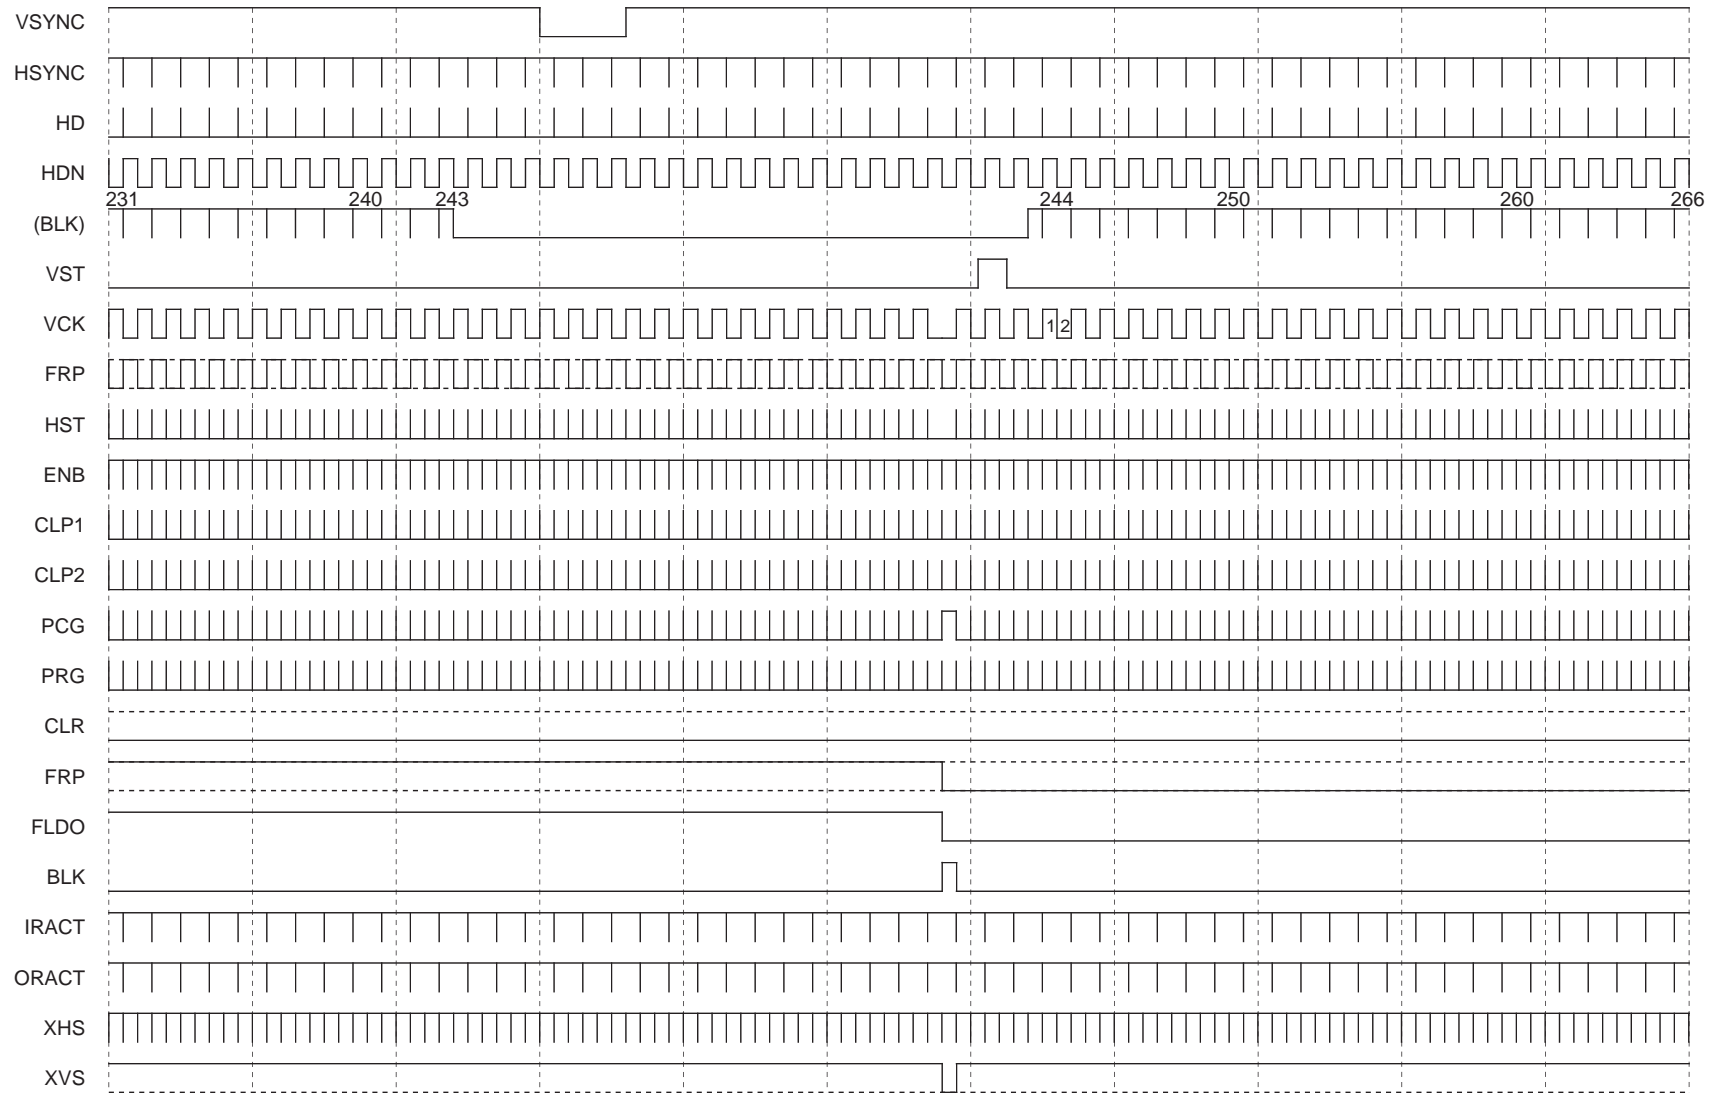 VSYNC
HSYNC
HD
HDN
231 240 243 244 250 260 266
(BLK)
VST
VCK
1 2
FRP
HST
ENB
CLP1
CLP2
PCG
PRG
CLR
FRP
FLDO
BLK
IRACT
ORACT
XHS
XVS